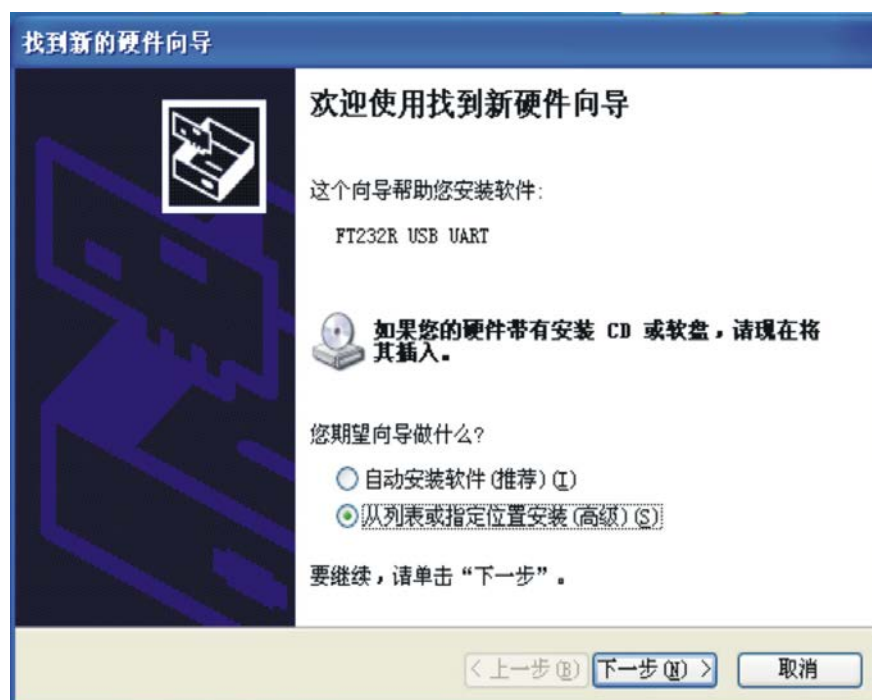 找到新的硬件向导
欢迎使用找到新硬件向导
这个向导帮助您安装软件:
FT232R USB UART
如果您的硬件带有安装 CD 或软盘，请现在将
其插入。
您期望向导做什么?
自动安装软件(推荐)(I)
从列表或指定位置安装(高级)(S)
要继续，请单击“下一步”。
< 上一步(B) 下一步(N) > 取消